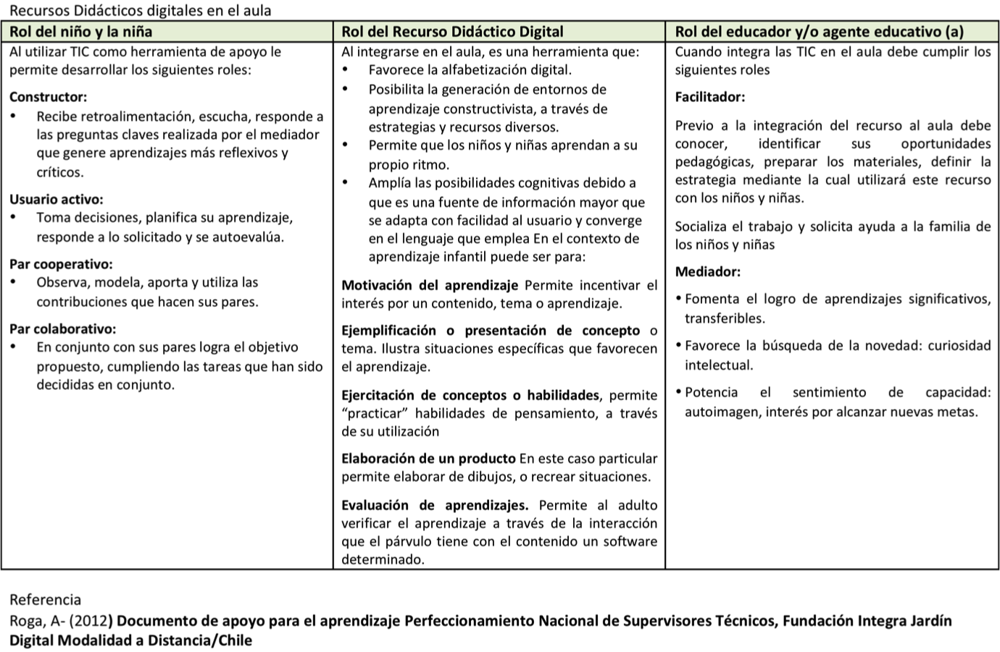 Recursos Didácticos digitales en el aula
Rol del niño y la niña
Al utilizar TIC como herramienta de apoyo le
permite desarrollar los siguientes roles:
Constructor:
• Recibe retroalimentación, escucha, responde a
las preguntas claves realizada por el mediador
que genere aprendizajes más reflexivos y
críticos.
Usuario activo:
• Toma decisiones, planifica su aprendizaje,
responde a lo solicitado y se autoevalúa.
Par cooperativo:
• Observa, modela, aporta y utiliza las
contribuciones que hacen sus pares.
Par colaborativo:
• En conjunto con sus pares logra el objetivo
propuesto, cumpliendo las tareas que han sido
decididas en conjunto.
Rol del Recurso Didáctico Digital
Al integrarse en el aula, es una herramienta que:
• Favorece la alfabetización digital.
• Posibilita la generación de entornos de
aprendizaje constructivista, a través de
estrategias y recursos diversos.
• Permite que los niños y niñas aprendan a su
propio ritmo.
• Amplía las posibilidades cognitivas debido a
que es una fuente de información mayor que
se adapta con facilidad al usuario y converge
en el lenguaje que emplea En el contexto de
aprendizaje infantil puede ser para:
Motivación del aprendizaje Permite incentivar el
interés por un contenido, tema o aprendizaje.
Ejemplificación o presentación de concepto o
tema. Ilustra situaciones específicas que favorecen
el aprendizaje.
Ejercitación de conceptos o habilidades, permite
“practicar” habilidades de pensamiento, a través
de su utilización
Elaboración de un producto En este caso particular
permite elaborar de dibujos, o recrear situaciones.
Evaluación de aprendizajes. Permite al adulto
verificar el aprendizaje a través de la interacción
que el párvulo tiene con el contenido un software
determinado.
Rol del educador y/o agente educativo (a)
Cuando integra las TIC en el aula debe cumplir los
siguientes roles
Facilitador:
Previo a la integración del recurso al aula debe
conocer, identificar sus oportunidades
pedagógicas, preparar los materiales, definir la
estrategia mediante la cual utilizará este recurso
con los niños y niñas.
Socializa el trabajo y solicita ayuda a la familia de
los niños y niñas
Mediador:
• Fomenta el logro de aprendizajes significativos,
transferibles.
• Favorece la búsqueda de la novedad: curiosidad
intelectual.
• Potencia el sentimiento de capacidad:
autoimagen, interés por alcanzar nuevas metas.
Referencia
Roga, A- (2012) Documento de apoyo para el aprendizaje Perfeccionamiento Nacional de Supervisores Técnicos, Fundación Integra Jardín
Digital Modalidad a Distancia/Chile